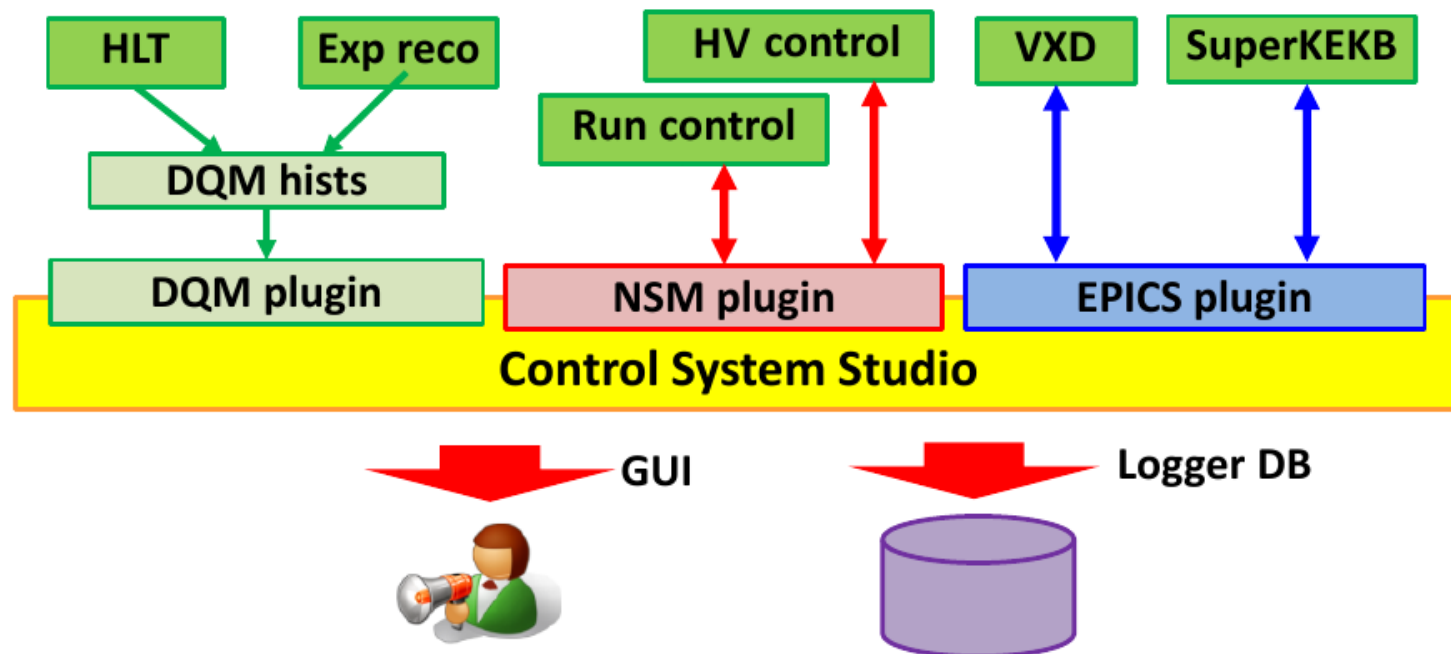 HLT
Exp reco
HV control
VXD
SuperKEKB
Run control
DQM hists
DQM plugin
NSM plugin
EPICS plugin
Control System Studio
GUI
Logger DB